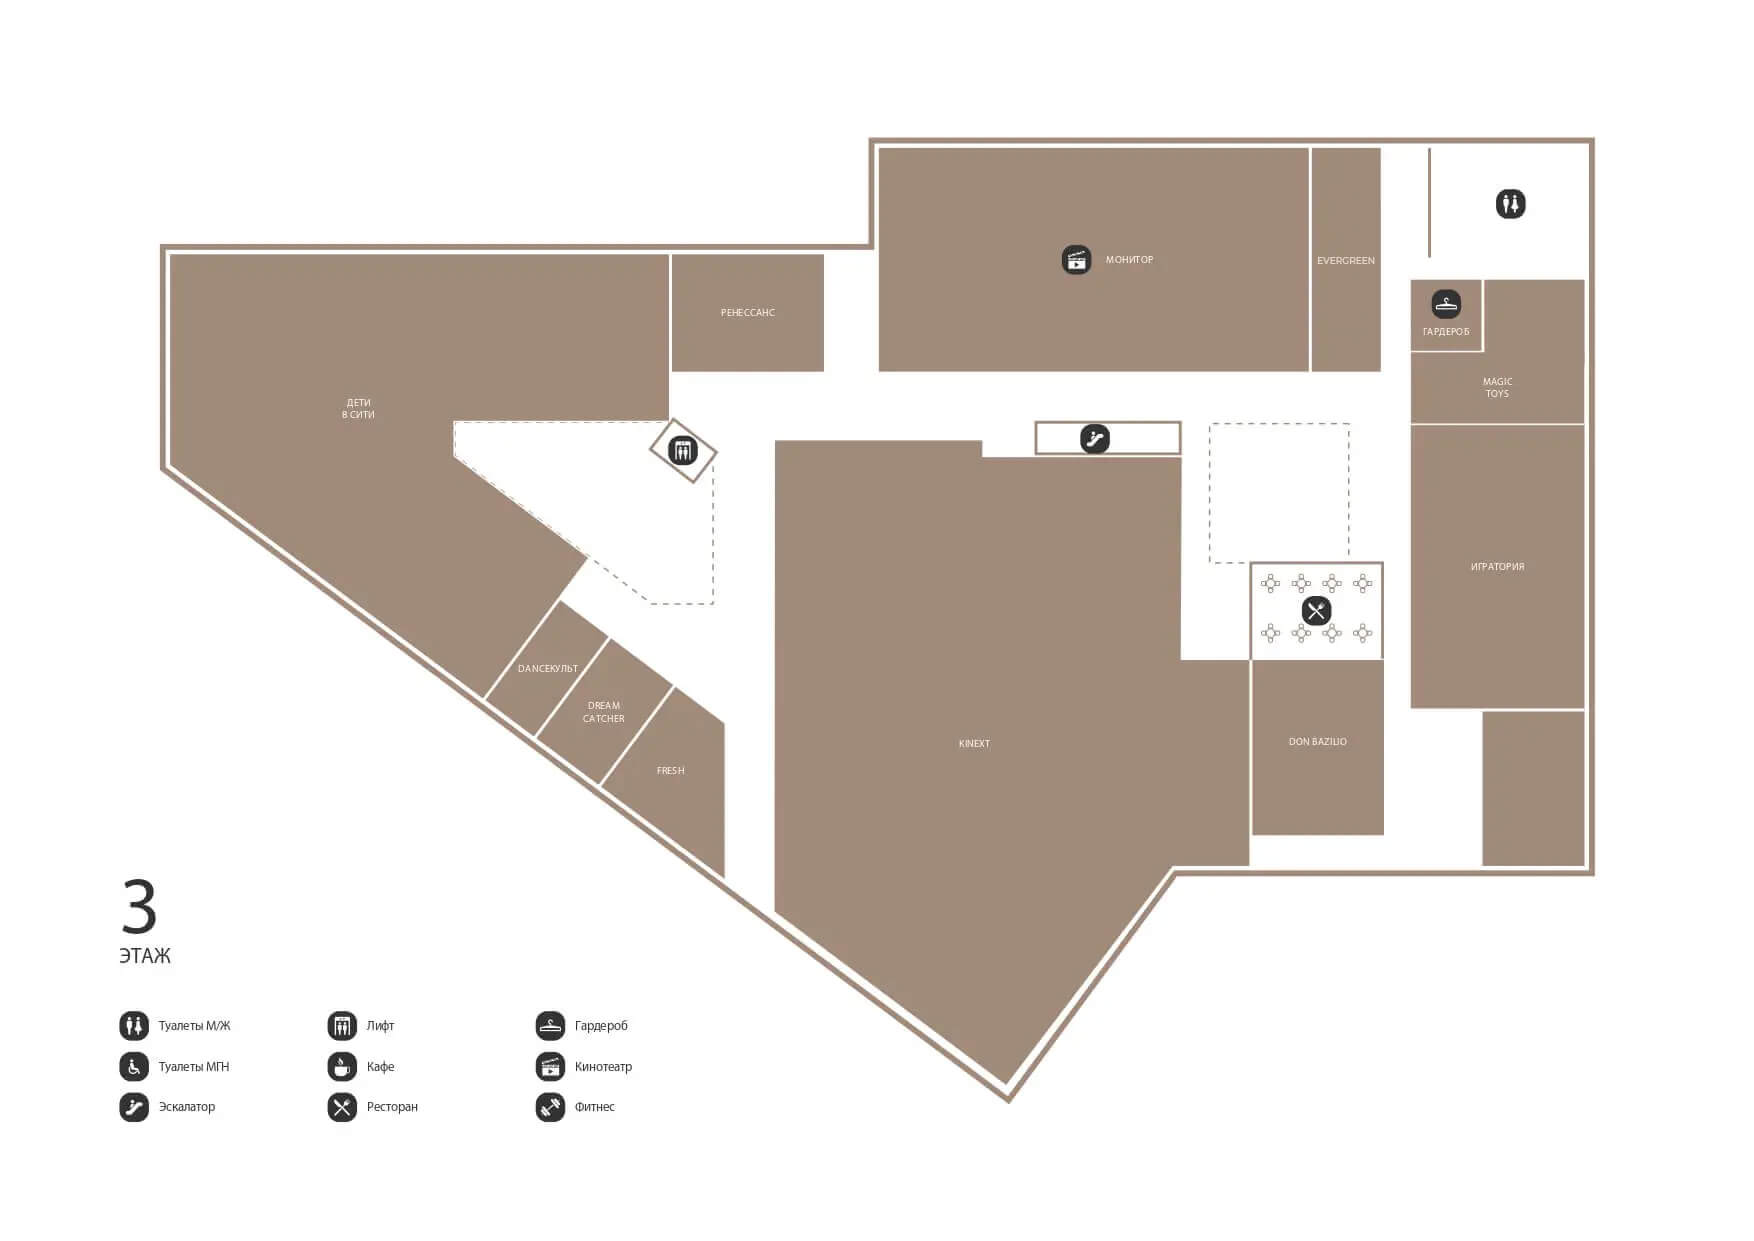 МОНИТОР
EVERGREEN
РЕНЕССАНС
ГАРДЕРОБ
MAGIC
TOYS
ДЕТИ
В СИТИ
ИГРАТОРИЯ
DANCEКУЛЬТ
DREAM
CATCHER
FRESH
KINEXT
DON BAZILIO
3
ЭТАЖ
Туалеты М/Ж
Туалеты МГН
Эскалатор
Лифт
Кафе
Ресторан
Гардероб
Кинотеатр
Фитнес